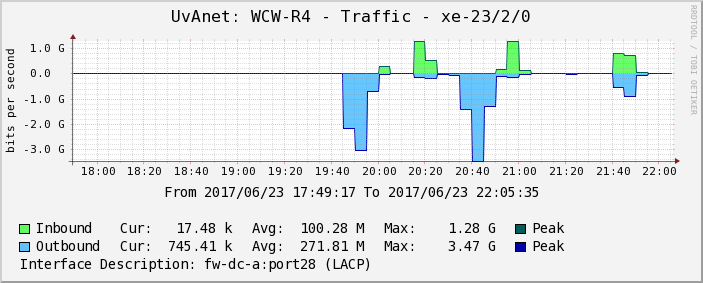 UvAnet: WCW-R4 - Traffic - xe-23/2/0
RRDTOOL / TOBI OETIKER
bits per second
1.0 G
0.0
-1.0 G
-2.0 G
-3.0 G
18:00 18:20 18:40 19:00 19:20 19:40 20:00 20:20 20:40 21:00 21:20 21:40 22:00
From 2017/06/23 17:49:17 To 2017/06/23 22:05:35
Inbound Cur: 17.48 k Avg: 100.28 M Max: 1.28 G Peak
Outbound Cur: 745.41 k Avg: 271.81 M Max: 3.47 G Peak
Interface Description: fw-dc-a:port28 (LACP)